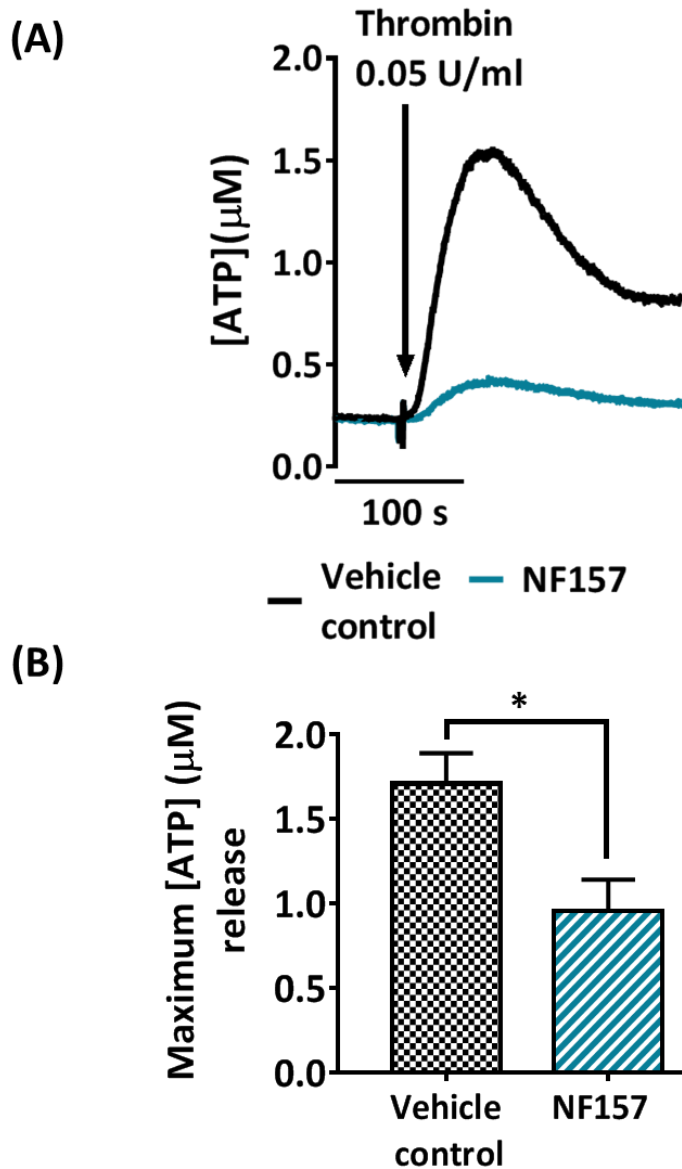 (A)
Thrombin
0.05 U/ml
[ATP](μM)
2.0
1.5
1.0
0.5
0.0
100 s
Vehicle
control
NF157
(B)
*
Maximum [ATP] (μM)
release
2.0
1.5
1.0
0.5
0.0
Vehicle
control
NF157